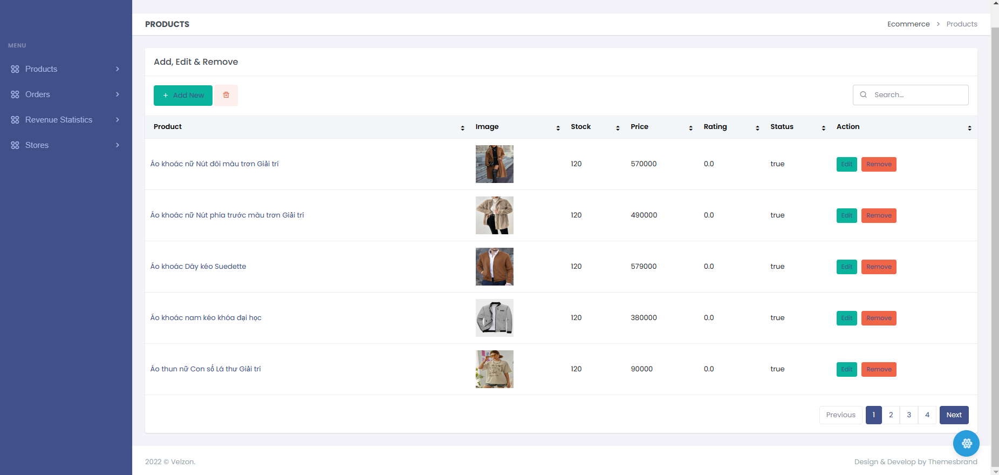 PRODUCTS
Ecommerce > Products
MENU
Products
Orders
Revenue Statistics
Stores
Add, Edit & Remove
+ Add New
Search...
Product Image Stock Price Rating Status Action
Áo khoác nữ Nút đôi màu trơn Giải trí 120 570000 0.0 true Edit Remove
Áo khoác nữ Nút phía trước màu trơn Giải trí 120 490000 0.0 true Edit Remove
Áo khoác Dây kéo Suedette 120 579000 0.0 true Edit Remove
Áo khoác nam kéo khóa đại học 120 380000 0.0 true Edit Remove
Áo thun nữ Con số Lá thư Giải trí 120 90000 0.0 true Edit Remove
Previous 1 2 3 4 Next
2022 © Velzon.
Design & Develop by Themesbrand